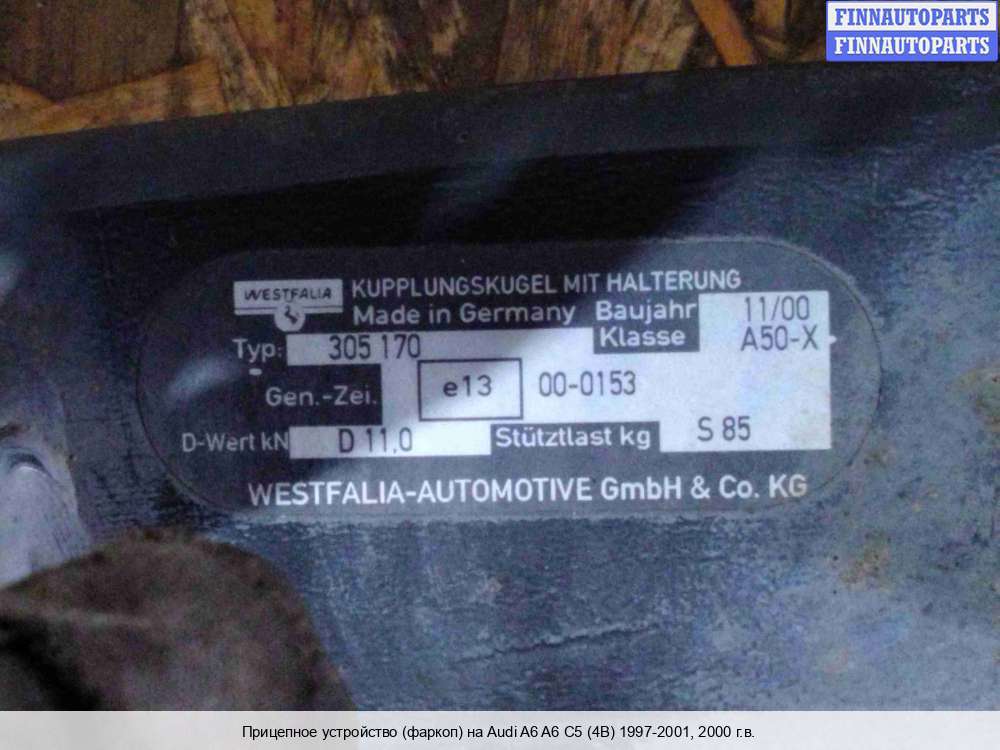 FINNAUTOPARTS
FINNAUTOPARTS
WESTFALIA KUPPLUNGSKUGEL MIT HALTERUNG
Made in Germany Baujahr 11/00
Typ: 305 170 Klasse A50-X
Gen.-Zei. e13 00-0153
D-Wert kN D 11,0 Stütztlast kg S 85
WESTFALIA-AUTOMOTIVE GmbH & Co. KG
Прицепное устройство (фаркоп) на Audi A6 A6 C5 (4B) 1997-2001, 2000 г.в.